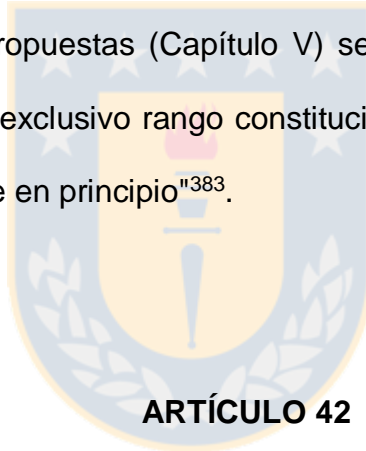 ropuestas (Capítulo V) se
exclusivo rango constituci
e en principio"383.
ARTÍCULO 42